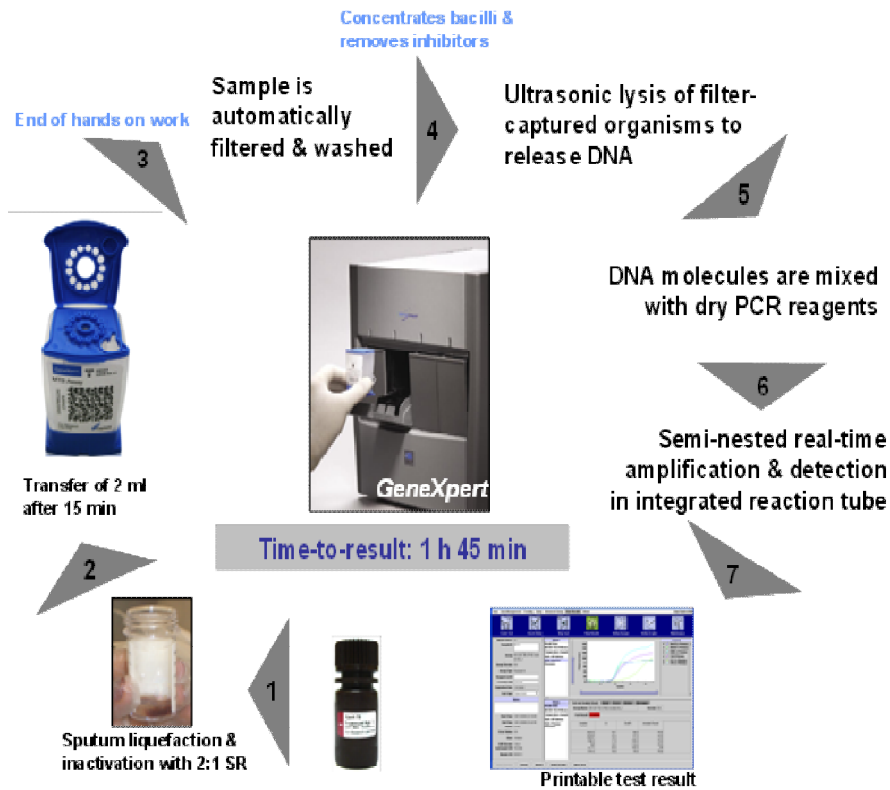 Concentrates bacilli &
removes inhibitors
Sample is
automatically
filtered & washed
4
Ultrasonic lysis of filter-
captured organisms to
release DNA
End of hands on work
3
5
DNA molecules are mixed
with dry PCR reagents
6
Semi-nested real-time
amplification & detection
in integrated reaction tube
GeneXpert
Transfer of 2 ml
after 15 min
Time-to-result: 1 h 45 min
2
7
1
Sputum liquefaction &
inactivation with 2:1 SR
Printable test result